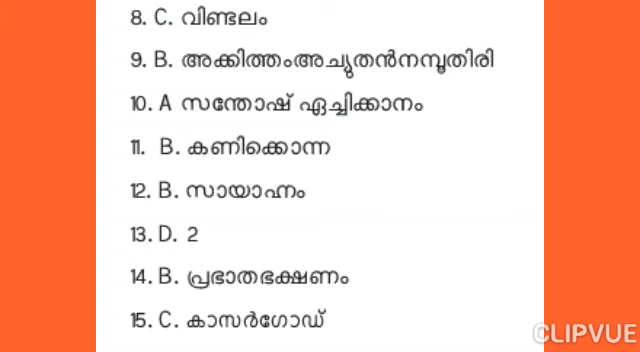 8. C. വിണ്ടലം
9. B. അക്കിത്തംഅച്യുതൻനമ്പൂതിരി
10. A സന്തോഷ് ഏച്ചിക്കാനം
11. B. കണിക്കൊന്ന
12. B. സായാഹ്നം
13. D. 2
14. B. പ്രഭാതഭക്ഷണം
15. C. കാസർഗോഡ്
CLIPVUE